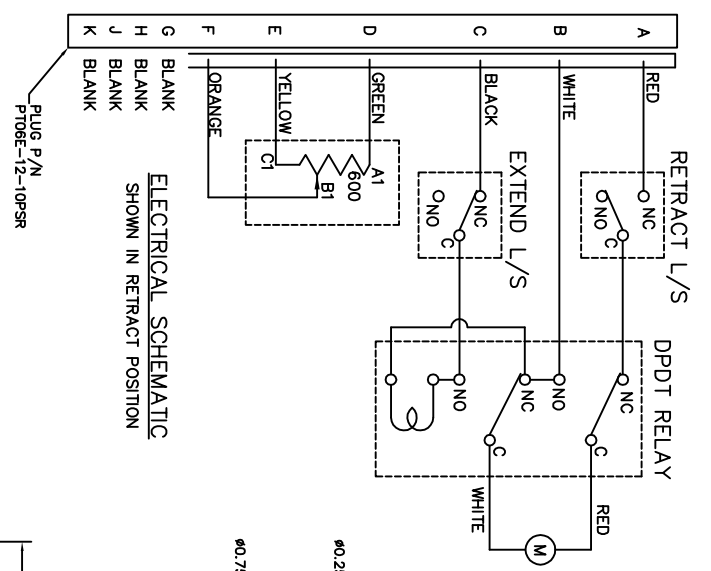 A
B
C
D
E
F
G
H
J
K
RED
WHITE
BLACK
GREEN
YELLOW
ORANGE
BLANK
BLANK
BLANK
BLANK
PLUG P/N
PT06E-12-10PSR
RETRACT L/S
NC
NO
C
EXTEND L/S
NC
NO
C
A1
600
B1
C1
DPDT RELAY
NC
C
NO
NC
C
NO
RED
WHITE
M
ELECTRICAL SCHEMATIC
SHOWN IN RETRACT POSITION